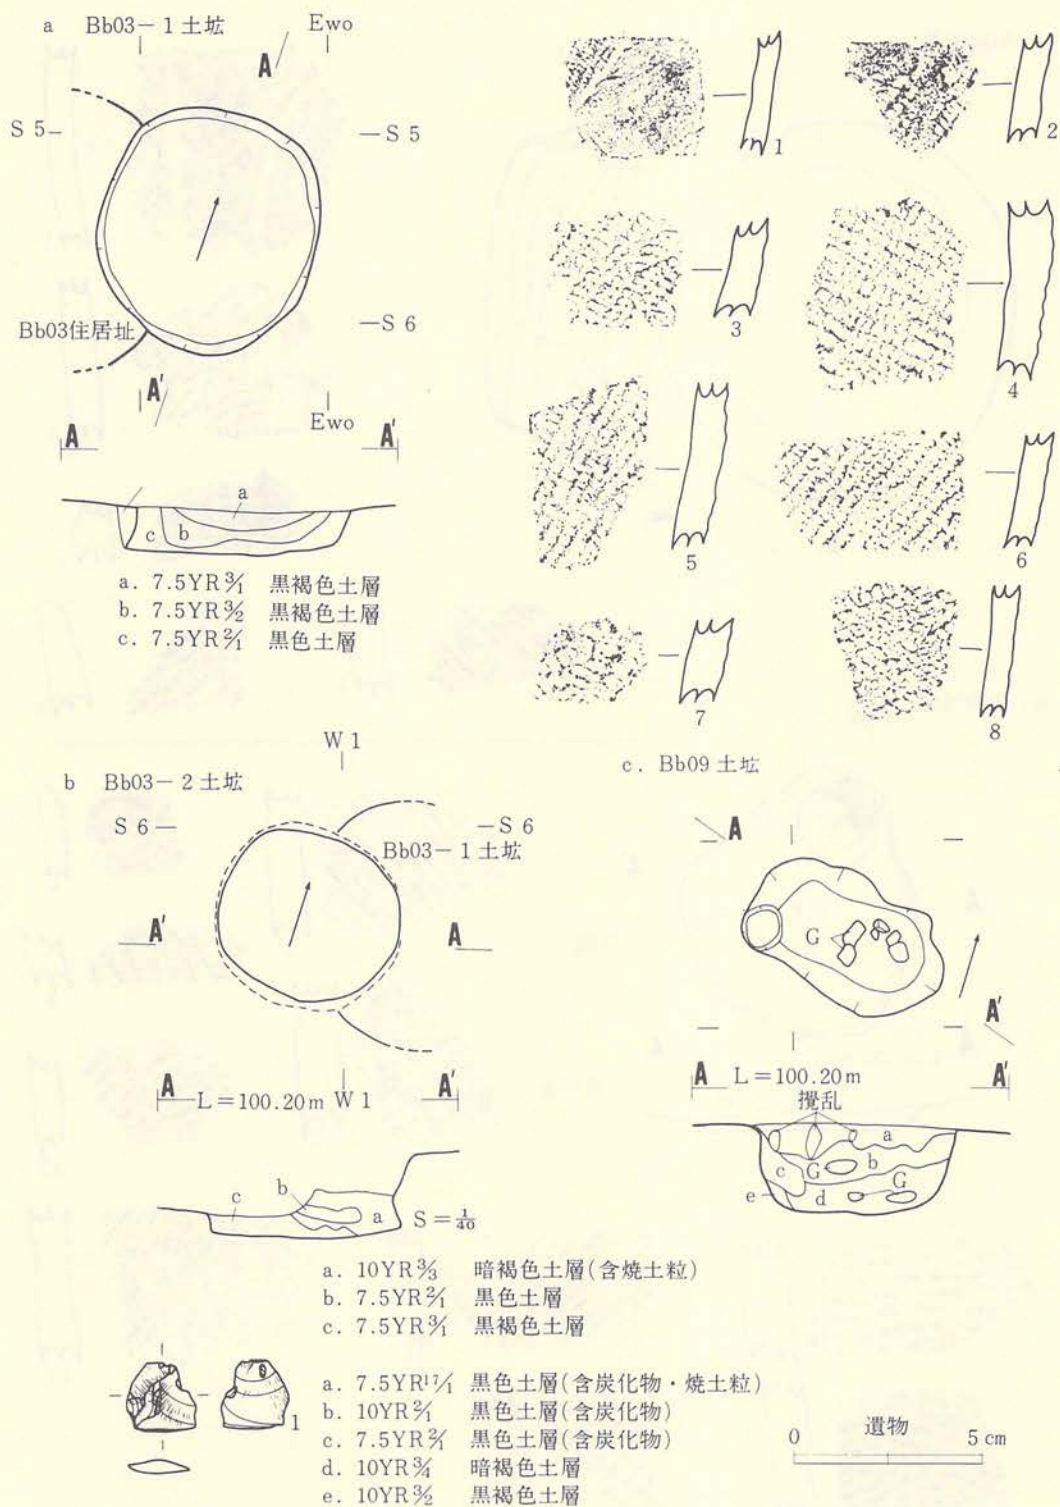 a Bb03-1土坑
Ewo
A
S5
S5
Bb03住居址
S6
A'
Ewo
A
A'
a
c b
a. 7.5YR3/1 黒褐色土層
b. 7.5YR3/2 黒褐色土層
c. 7.5YR2/1 黒色土層
1
2
3
4
5
6
7
8
b Bb03-2土坑
W1
S6
S6
Bb03-1土坑
A'
A
A L=100.20m W1 A'
b
c
a
S=1/40
a. 10YR3/3 暗褐色土層(含焼土粒)
b. 7.5YR2/1 黒色土層
c. 7.5YR3/1 黒褐色土層
c. Bb09土坑
A
G
A'
A L=100.20m A'
攪乱
a
b
c
G
G
e
d
1
a. 7.5YR1.7/1 黒色土層(含炭化物・焼土粒)
b. 10YR2/1 黒色土層(含炭化物)
c. 7.5YR2/1 黒色土層(含炭化物)
d. 10YR3/4 暗褐色土層
e. 10YR3/2 黒褐色土層
遺物
0 5cm